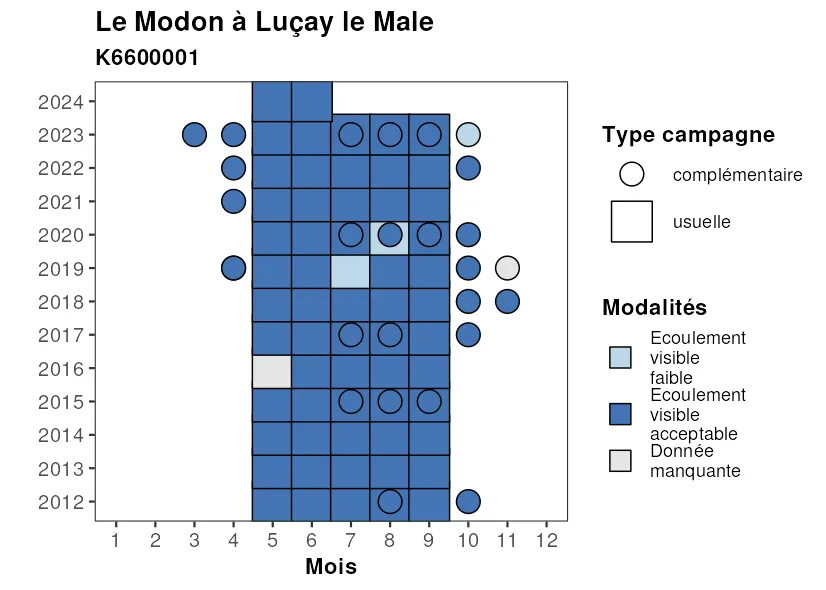 Le Modon à Luçay le Male
K6600001
2024
2023
2022
2021
2020
2019
2018
2017
2016
2015
2014
2013
2012
1 2 3 4 5 6 7 8 9 10 11 12
Mois
Type campagne
complémentaire
usuelle
Modalités
Ecoulement
visible
faible
Ecoulement
visible
acceptable
Donnée
manquante